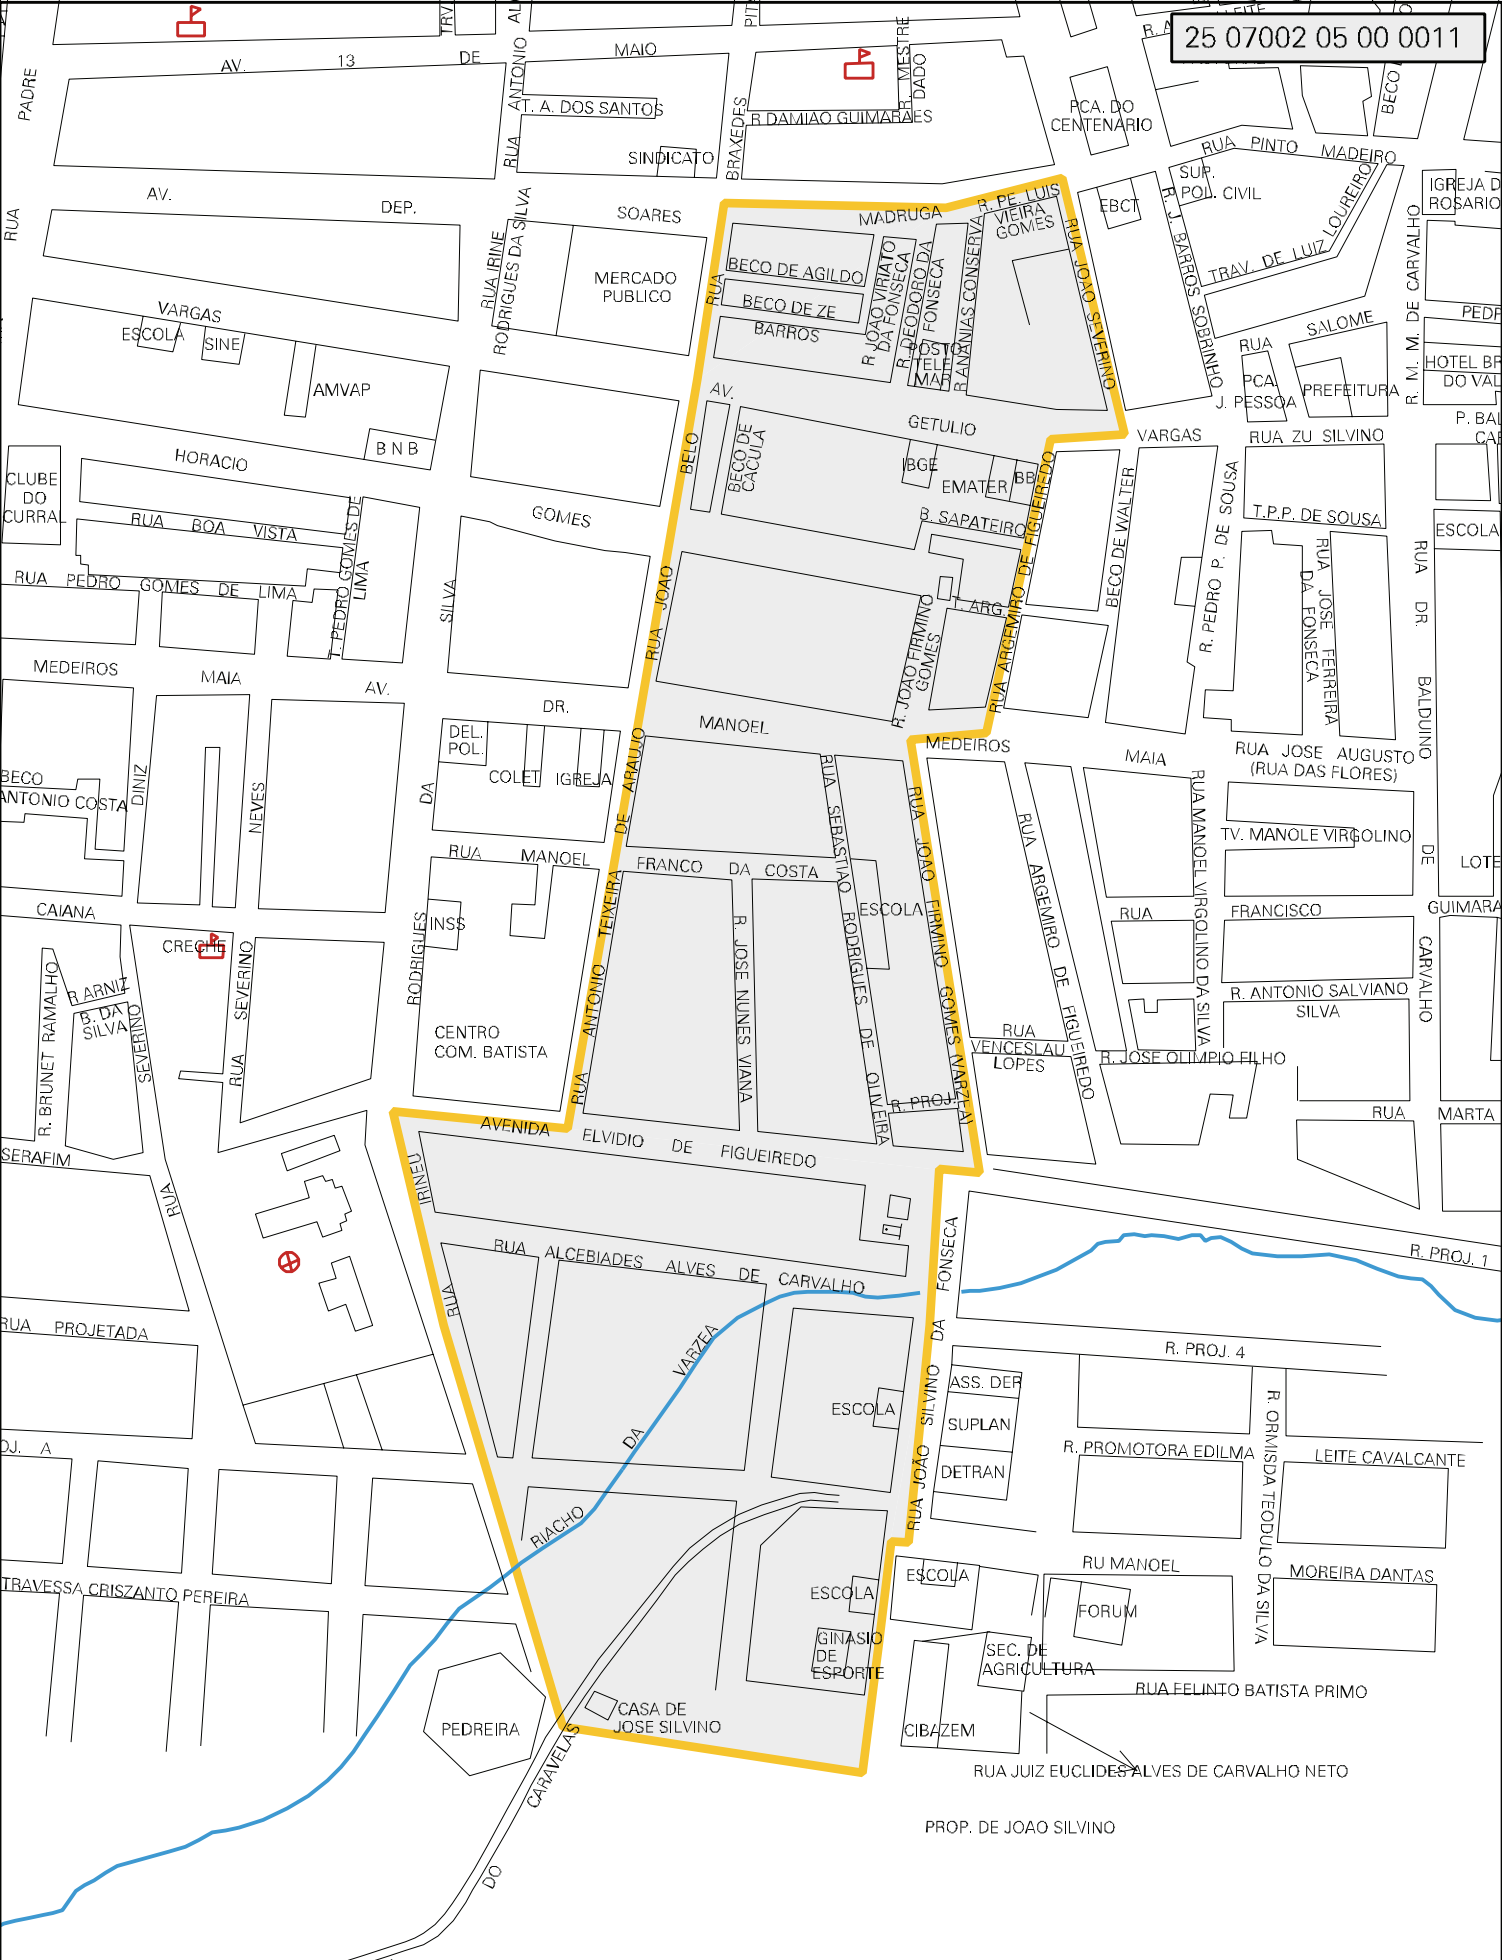 25 07002 05 00 0011
AV. 13 DE MAIO
PADRE
RUA
ANTONIO
RUA
T. A. DOS SANTOS
SINDICATO
BRAXEDES
R DAMIAO GUIMARAES
R. MESTRE
DADO
PCA. DO
CENTENARIO
RUA PINTO MADEIRO
SUP.
POL. CIVIL
EBCT
TRAV. DE LUIZ LOUREIRO
R. J. BARROS SOBRINHO
R. M. M. DE CARVALHO
AV. DEP. SOARES MADRUGA
R. PE. LUIS
VIEIRA
GOMES
RUA JOAO SEVERINO
RUA IRINE
RODRIGUES DA SILVA
MERCADO
PUBLICO
RUA
BECO DE AGILDO
BECO DE ZE
BARROS
R JOAO VIRIATO
DA FONSECA
R. DEODORO DA
FONSECA
R ANANIAS CONSERVA
POSTO
TELE
MAR
VARGAS
ESCOLA
SINE
AMVAP
B N B
RUA SALOME
PCA.
J. PESSOA
PREFEITURA
AV. GETULIO VARGAS
RUA ZU SILVINO
HORACIO
GOMES
CLUBE
DO
CURRAL
RUA BOA VISTA
RUA PEDRO GOMES DE LIMA
T. PEDRO GOMES DE
LIMA
SILVA
BELO
BECO DE
CACULA
IBGE
EMATER
BB
B. SAPATEIRO
BECO DE WALTER
R. PEDRO P. DE SOUSA
T.P.P. DE SOUSA
ESCOLA
RUA JOSE FERREIRA
DA FONSECA
RUA DR. BALDUINO DE CARVALHO
RUA JOAO
T. ARG.
R. JOAO FIRMINO
GOMES
RUA ARGEMIRO DE FIGUEIREDO
MEDEIROS MAIA
AV. DR. MANOEL MEDEIROS MAIA
RUA JOSE AUGUSTO
(RUA DAS FLORES)
DEL.
POL.
COLET
IGREJA
BECO
ANTONIO COSTA
DINIZ
NEVES
DA
RUA ANTONIO TEIXEIRA DE ARAUJO
RUA SEBASTIAO RODRIGUES DE OLIVEIRA
RUA JOAO FIRMINO GOMES (VARZEA)
RUA ARGEMIRO DE FIGUEIREDO
RUA MANOEL VIRGOLINO DA SILVA
TV. MANOLE VIRGOLINO
RUA MANOEL FRANCO DA COSTA
CAIANA
INSS
RODRIGUES
ESCOLA
R. JOSE NUNES VIANA
RUA FRANCISCO
CRECHE
R. BRUNET RAMALHO
R ARNIZ
B. DA
SILVA
SEVERINO
RUA
RUA SEVERINO
CENTRO
COM. BATISTA
R. ANTONIO SALVIANO
SILVA
RUA
VENCESLAU
LOPES
R. JOSE OLIMPIO FILHO
R. PROJ.
RUA MARTA
SERAFIM
AVENIDA ELVIDIO DE FIGUEIREDO
IRINEU
RUA
RUA ALCEBIADES ALVES DE CARVALHO
R. PROJ. 1
RUA PROJETADA
RIACHO DA VARZEA
RUA JOÃO SILVINO DA FONSECA
R. PROJ. 4
ASS. DER
SUPLAN
DETRAN
ESCOLA
R. PROMOTORA EDILMA LEITE CAVALCANTE
R. ORMISDA TEODULO DA SILVA
TRAVESSA CRISZANTO PEREIRA
ESCOLA
ESCOLA
RU MANOEL MOREIRA DANTAS
FORUM
GINASIO
DE
ESPORTE
SEC. DE
AGRICULTURA
RUA FELINTO BATISTA PRIMO
PEDREIRA
CASA DE
JOSE SILVINO
CIBAZEM
RUA JUIZ EUCLIDES ALVES DE CARVALHO NETO
PROP. DE JOAO SILVINO
DO CARAVELAS